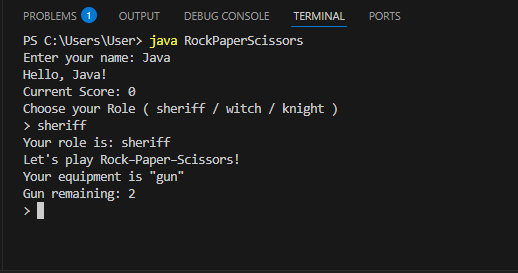 PROBLEMS 1 OUTPUT DEBUG CONSOLE TERMINAL PORTS
PS C:\Users\User> java RockPaperScissors
Enter your name: Java
Hello, Java!
Current Score: 0
Choose your Role ( sheriff / witch / knight )
> sheriff
Your role is: sheriff
Let's play Rock–Paper–Scissors!
Your equipment is "gun"
Gun remaining: 2
>